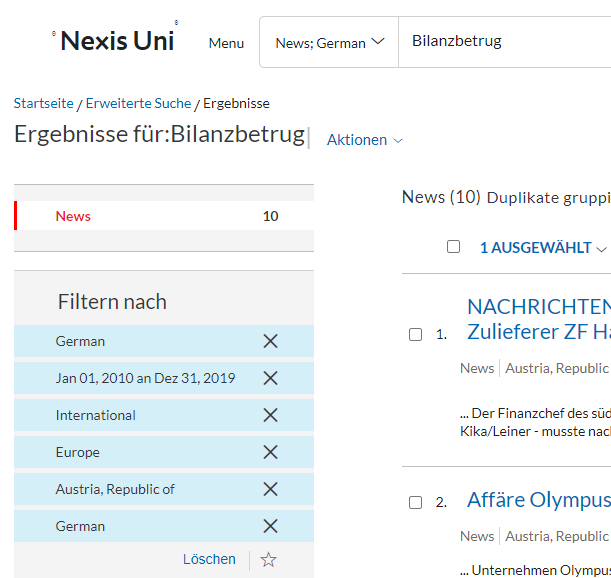 Nexis Uni
Menu
News; German
Bilanzbetrug
Startseite / Erweiterte Suche / Ergebnisse
Ergebnisse für:Bilanzbetrug
Aktionen
News 10
News (10) Duplikate gruppi
1 AUSGEWÄHLT
Filtern nach
German
Jan 01, 2010 an Dez 31, 2019
International
Europe
Austria, Republic of
German
Löschen
1.
NACHRICHTEN
Zulieferer ZF Ha
News Austria, Republic
... Der Finanzchef des süd
Kika/Leiner - musste nac
2.
Affäre Olympus
News Austria, Republic
... Unternehmen Olympus